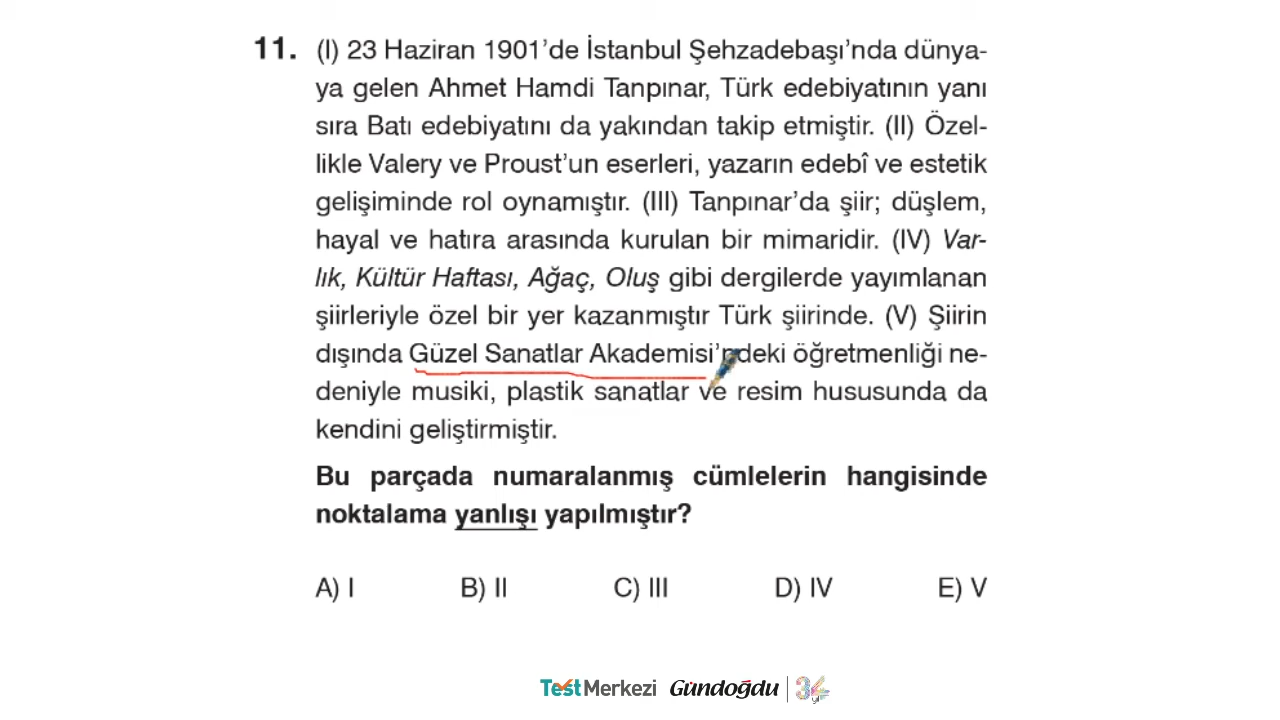 11. (I) 23 Haziran 1901’de İstanbul Şehzadebaşı’nda dünya-
ya gelen Ahmet Hamdi Tanpınar, Türk edebiyatının yanı
sıra Batı edebiyatını da yakından takip etmiştir. (II) Özel-
likle Valery ve Proust’un eserleri, yazarın edebî ve estetik
gelişiminde rol oynamıştır. (III) Tanpınar’da şiir; düşlem,
hayal ve hatıra arasında kurulan bir mimaridir. (IV) Var-
lık, Kültür Haftası, Ağaç, Oluş gibi dergilerde yayımlanan
şiirleriyle özel bir yer kazanmıştır Türk şiirinde. (V) Şiirin
dışında Güzel Sanatlar Akademisi’ndeki öğretmenliği ne-
deniyle musiki, plastik sanatlar ve resim hususunda da
kendini geliştirmiştir.
Bu parçada numaralanmış cümlelerin hangisinde
noktalama yanlışı yapılmıştır?
A) I B) II C) III D) IV E) V
TestMerkezi Gündoğdu 34